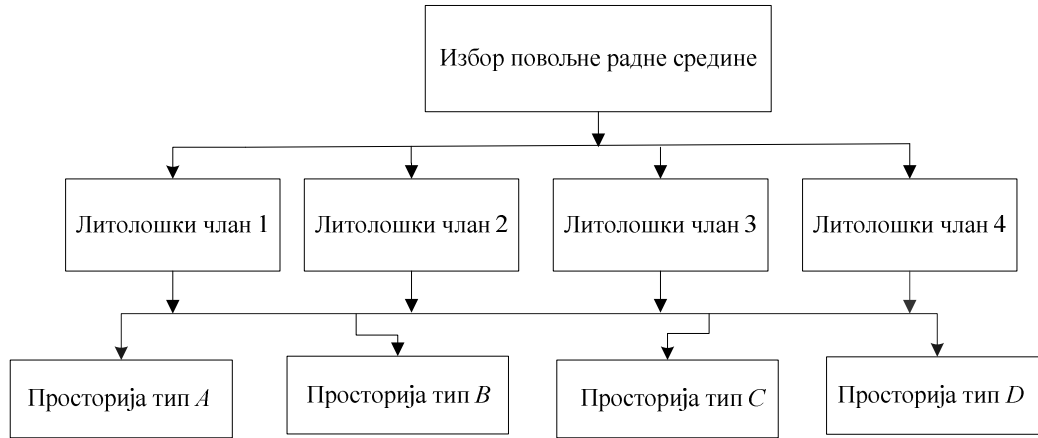 Избор повољне радне средине
Литолошки члан 1
Литолошки члан 2
Литолошки члан 3
Литолошки члан 4
Просторија тип A
Просторија тип B
Просторија тип C
Просторија тип D